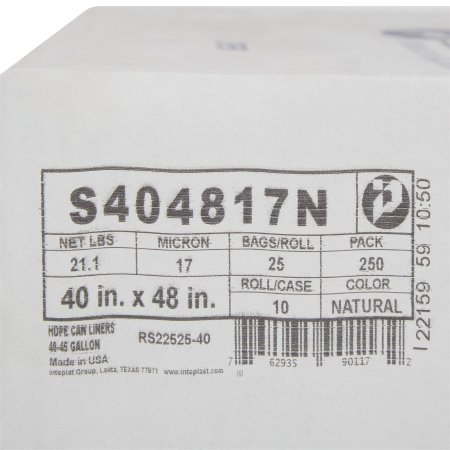 S404817N
NET LBS MICRON BAGS/ROLL PACK
21.1 17 25 250
ROLL/CASE COLOR
40 in. x 48 in. 10 NATURAL
HDPE CAN LINERS
40-45 GALLON
RS22525-40
Made in USA
Inteplast Group, Lolita, TEXAS 77971 www.inteplast.com
7 62935 90117 2
I 22159 59 10:50